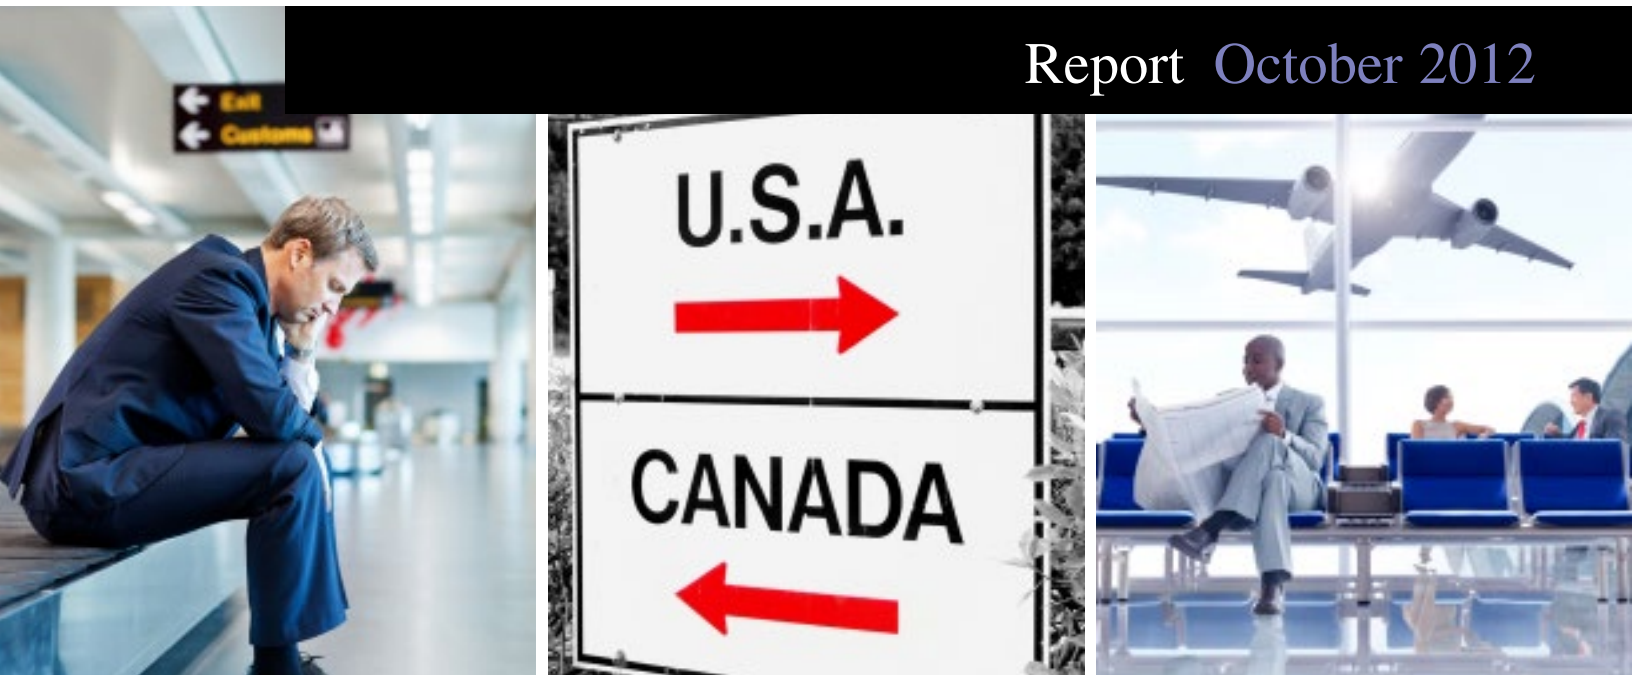 Report October 2012
Exit
Customs
U.S.A.
CANADA